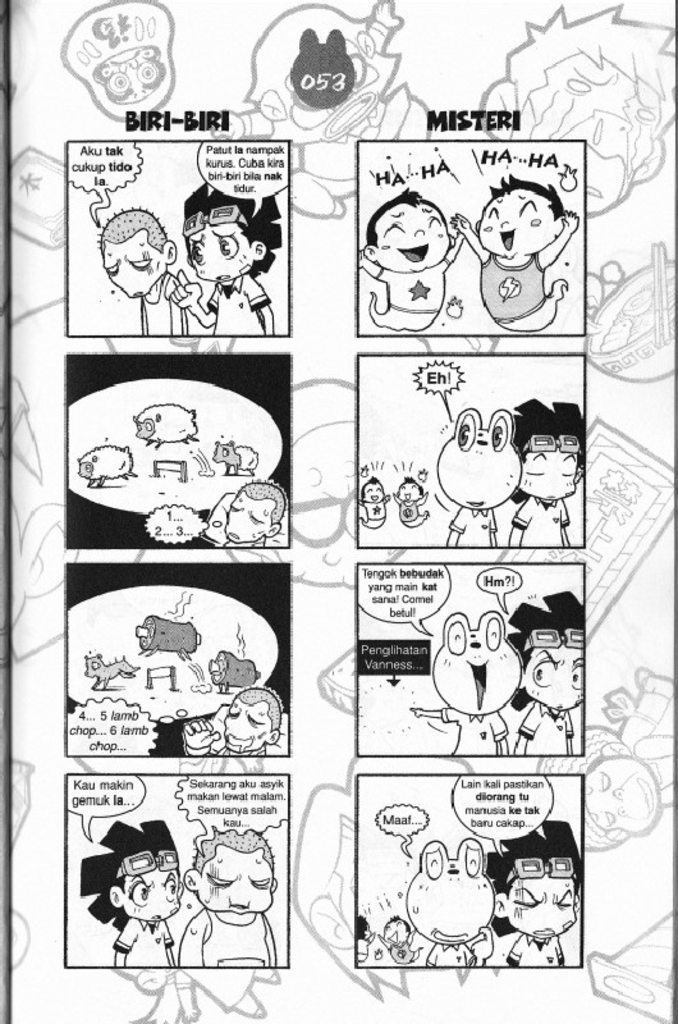 053
BIRI-BIRI
Aku tak
cukup tido
la.
Patut la nampak
kurus. Cuba kira
biri-biri bila nak
tidur.
1...
2... 3...
4... 5 lamb
chop... 6 lamb
chop...
Kau makin
gemuk la...
Sekarang aku asyik
makan lewat malam.
Semuanya salah
kau...
MISTERI
HA...HA
HA...HA
Eh!
Tengok bebudak
yang main kat
sana! Comel
betul!
Hm?!
Penglihatan
Vanness...
Maaf...
Lain kali pastikan
diorang tu
manusia ke tak
baru cakap...